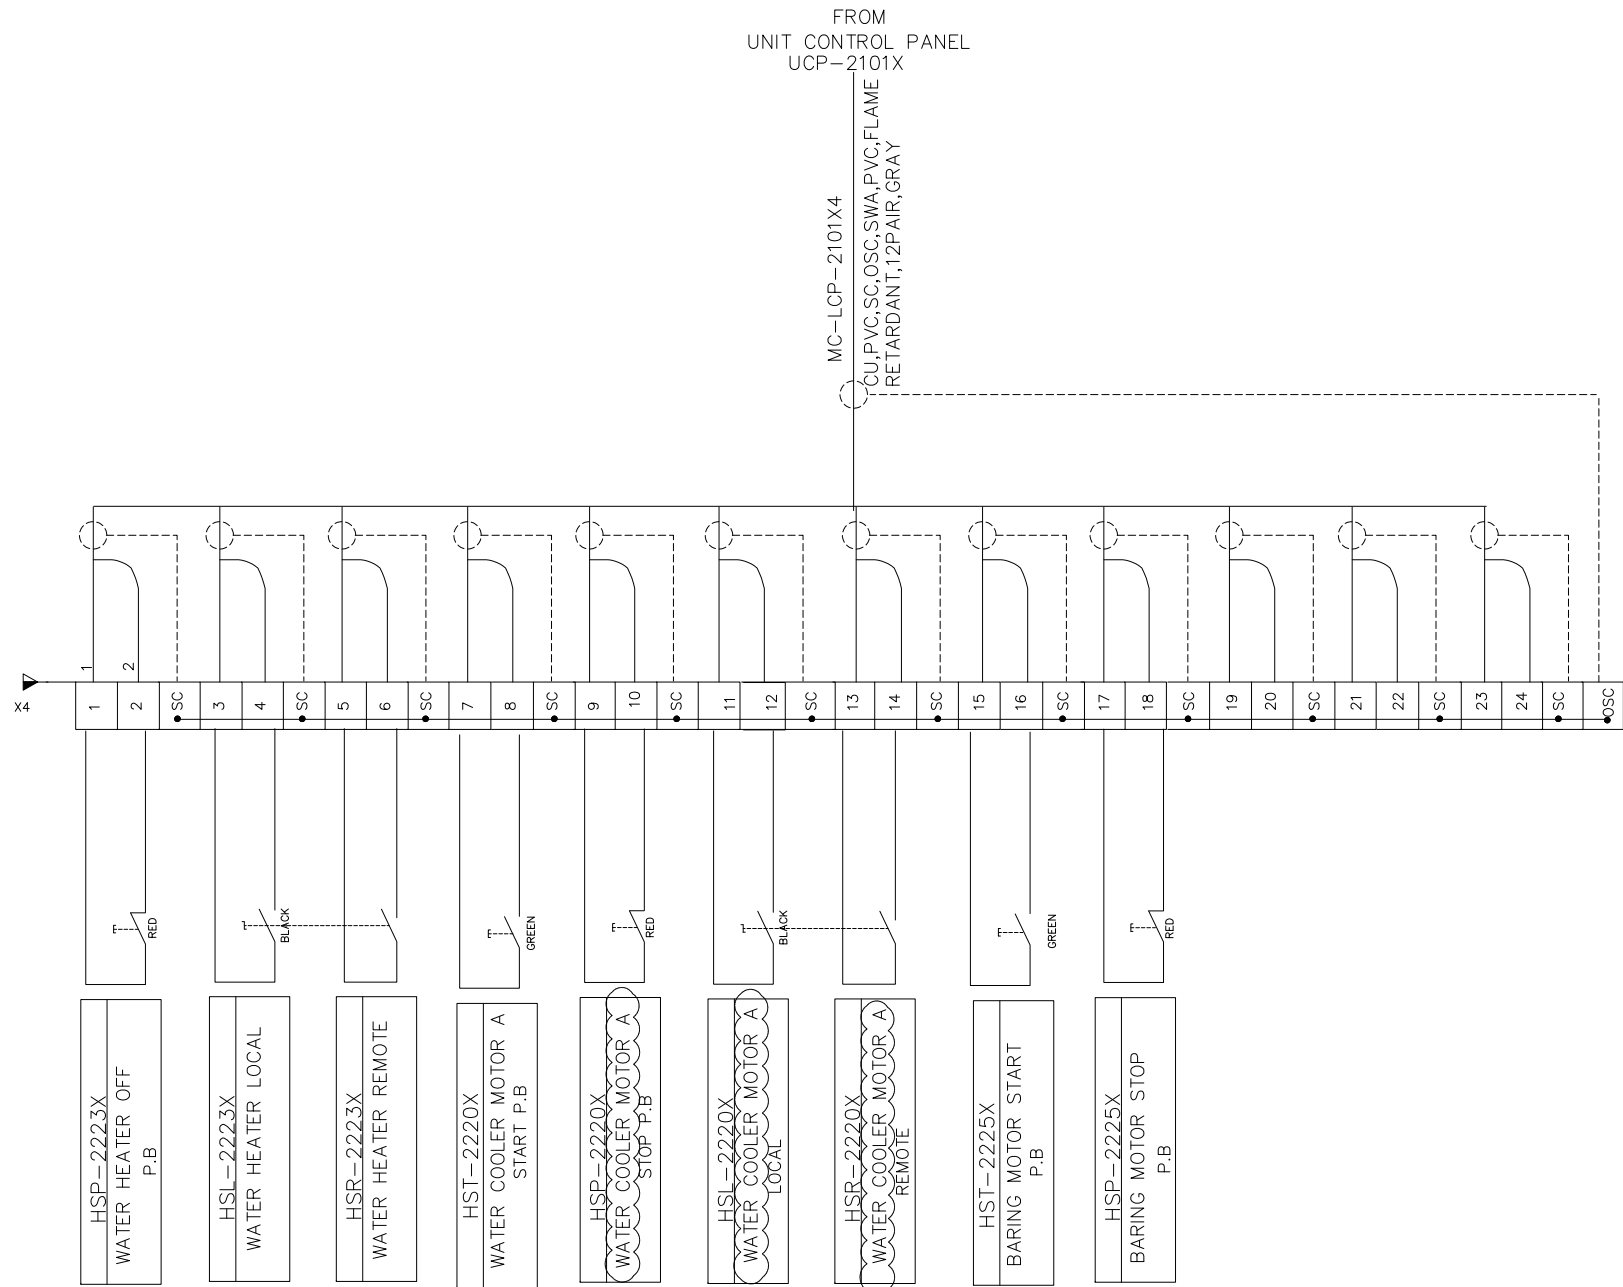 FROM
UNIT CONTROL PANEL
UCP-2101X
MC-LCP-2101X4
CU,PVC,SC,OSC,SWA,PVC,FLAME
RETARDANT,12PAIR,GRAY
1
2
X4
1
2
SC
3
4
SC
5
6
SC
7
8
SC
9
10
SC
11
12
SC
13
14
SC
15
16
SC
17
18
SC
19
20
SC
21
22
SC
23
24
SC
OSC
RED
BLACK
GREEN
RED
BLACK
GREEN
RED
HSP-2223X
WATER HEATER OFF
P.B
HSL-2223X
WATER HEATER LOCAL
HSR-2223X
WATER HEATER REMOTE
HST-2220X
WATER COOLER MOTOR A
START P.B
HSP-2220X
WATER COOLER MOTOR A
STOP P.B
HSL-2220X
WATER COOLER MOTOR A
LOCAL
HSR-2220X
WATER COOLER MOTOR A
REMOTE
HST-2225X
BARING MOTOR START
P.B
HSP-2225X
BARING MOTOR STOP
P.B